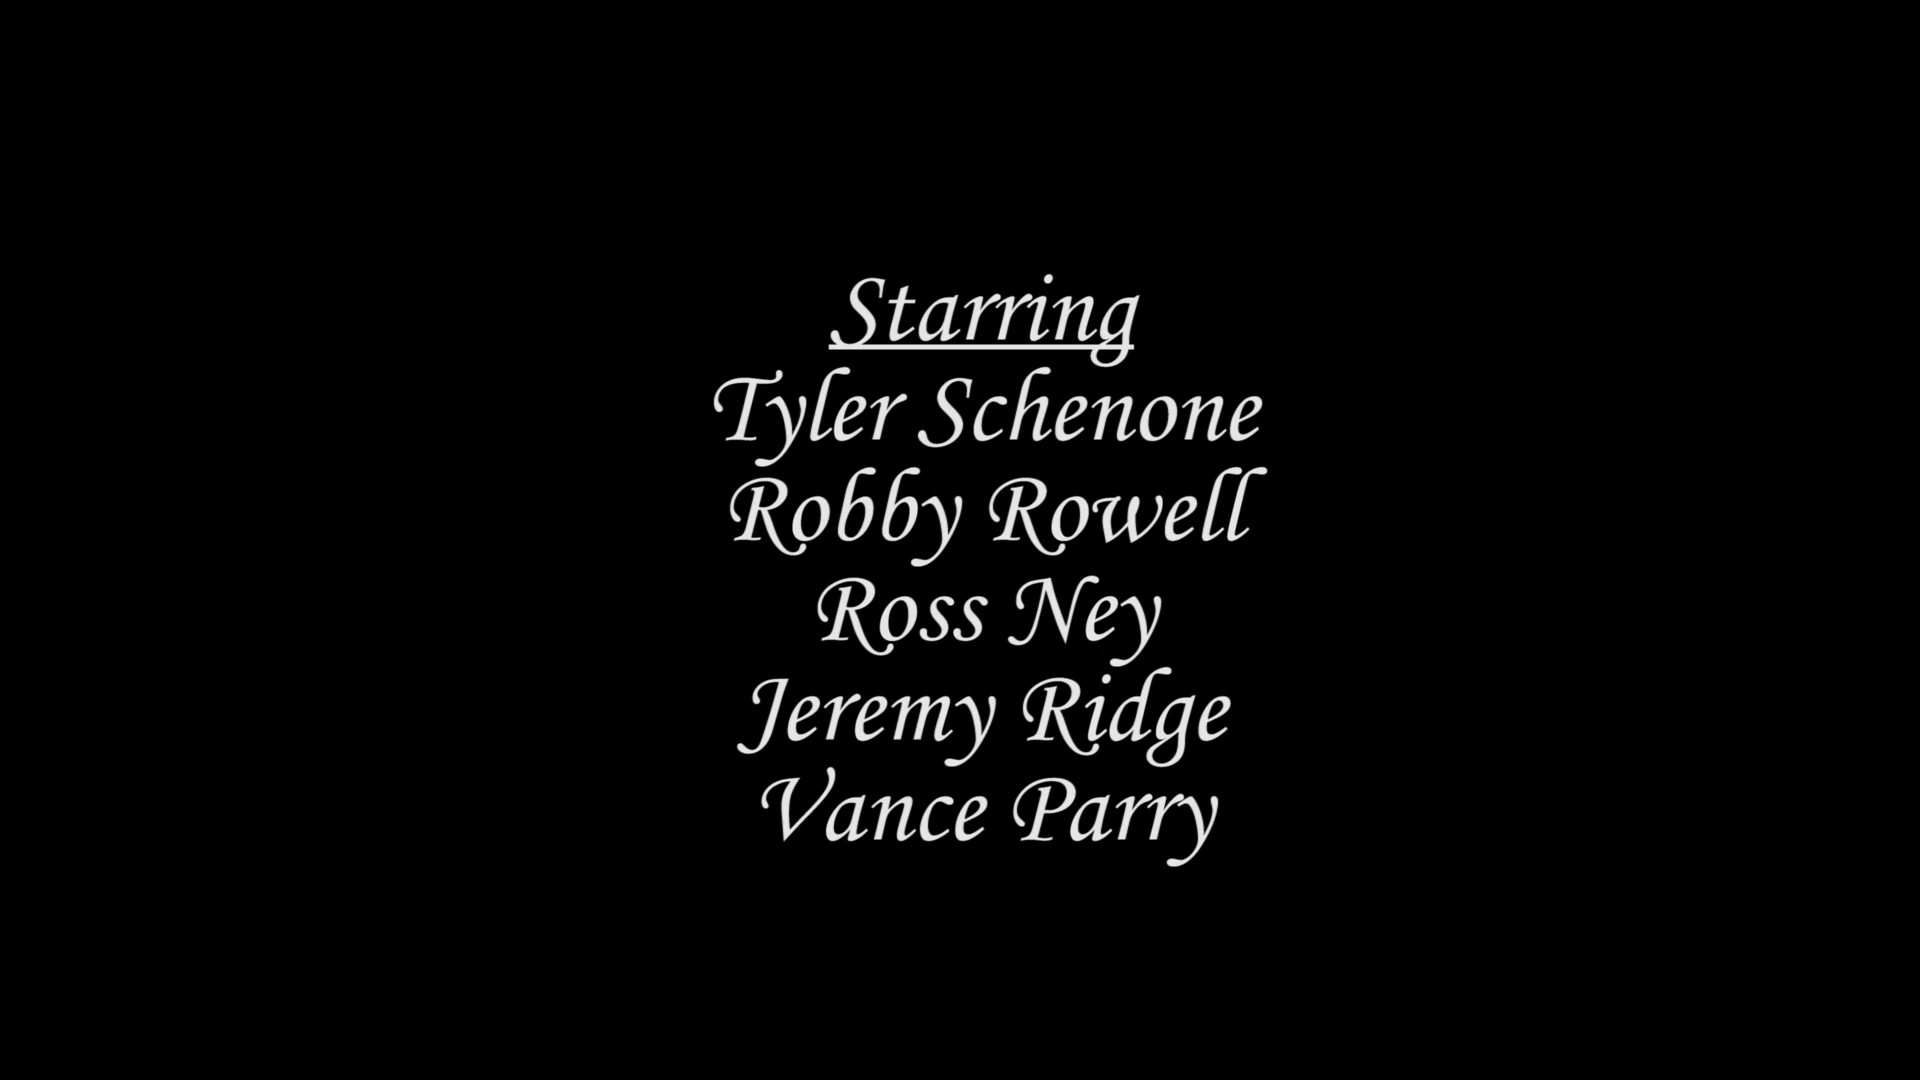 Starring
Tyler Schenone
Robby Rowell
Ross Ney
Jeremy Ridge
Vance Parry